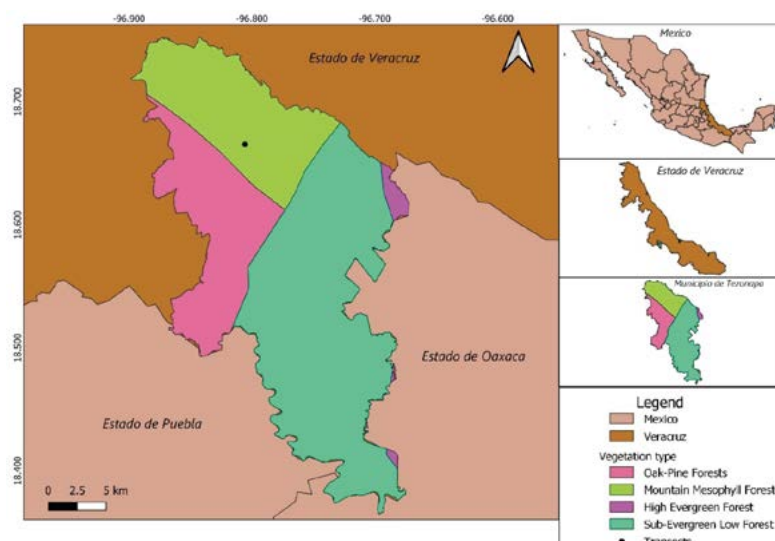 -96.900 -96.800 -96.700 -96.600
18.700
18.600
18.500
18.400
Estado de Veracruz
Estado de Oaxaca
Estado de Puebla
0 2.5 5 km
Mexico
Estado de Veracruz
Municipio de Tezonapa
Legend
Mexico
Veracruz
Vegetation type
Oak-Pine Forests
Mountain Mesophyll Forest
High Evergreen Forest
Sub-Evergreen Low Forest